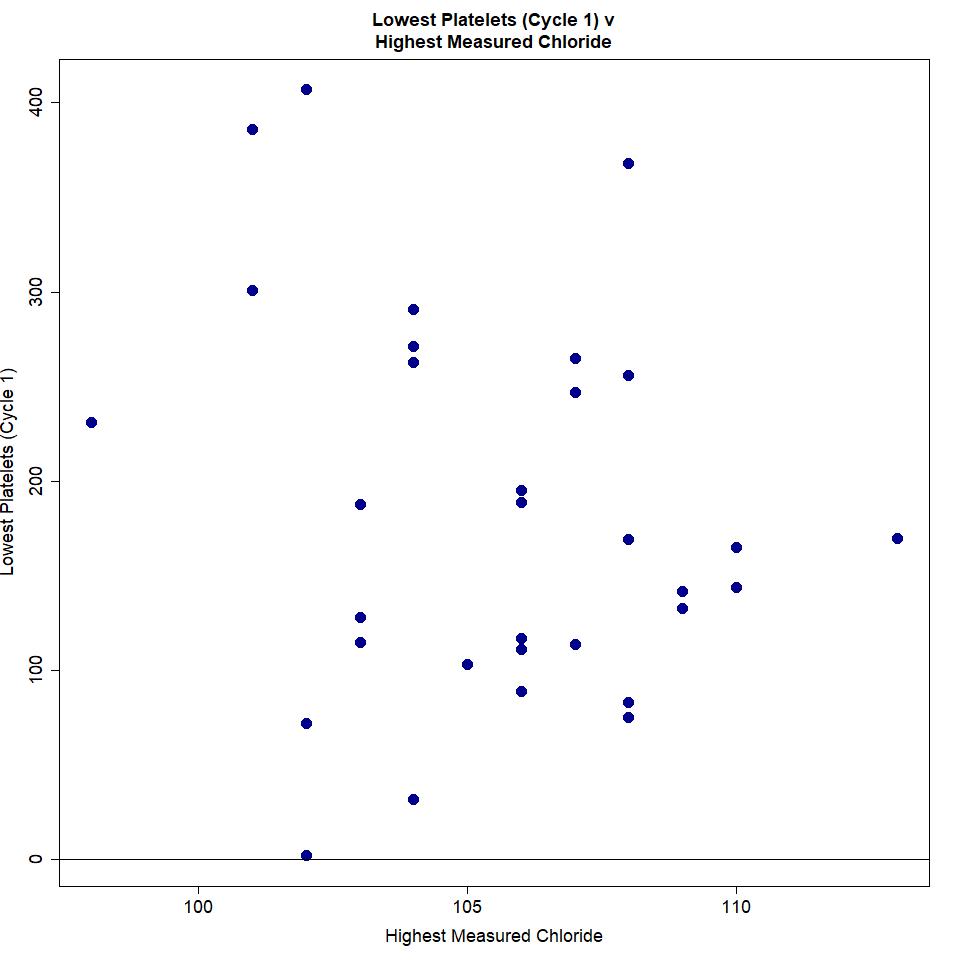 Lowest Platelets (Cycle 1) v
Highest Measured Chloride
400
300
200
100
0
Lowest Platelets (Cycle 1)
100 105 110
Highest Measured Chloride